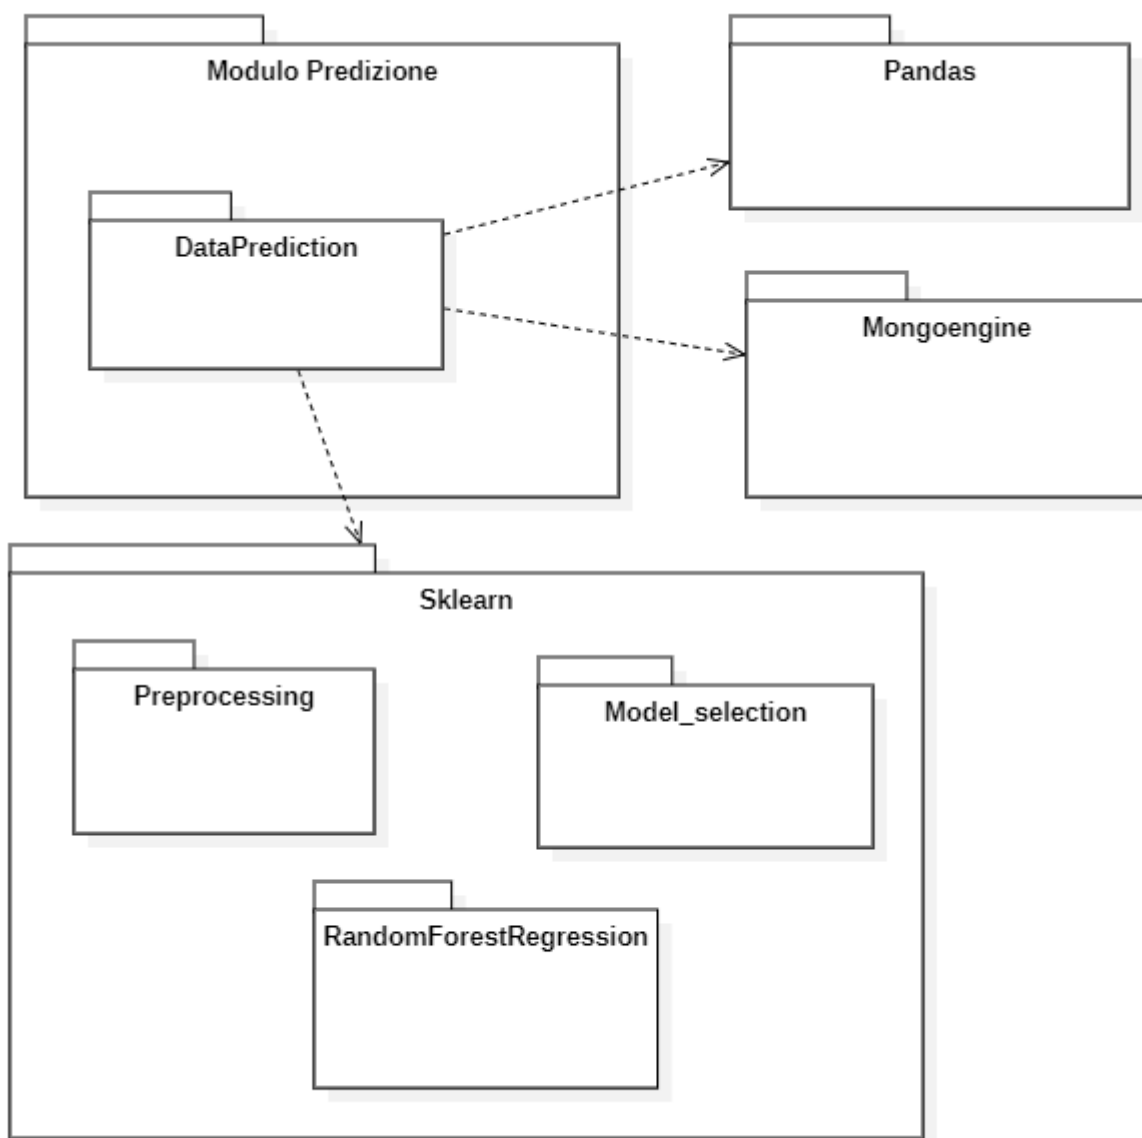 Modulo Predizione
Pandas
DataPrediction
Mongoengine
Sklearn
Preprocessing
Model_selection
RandomForestRegression